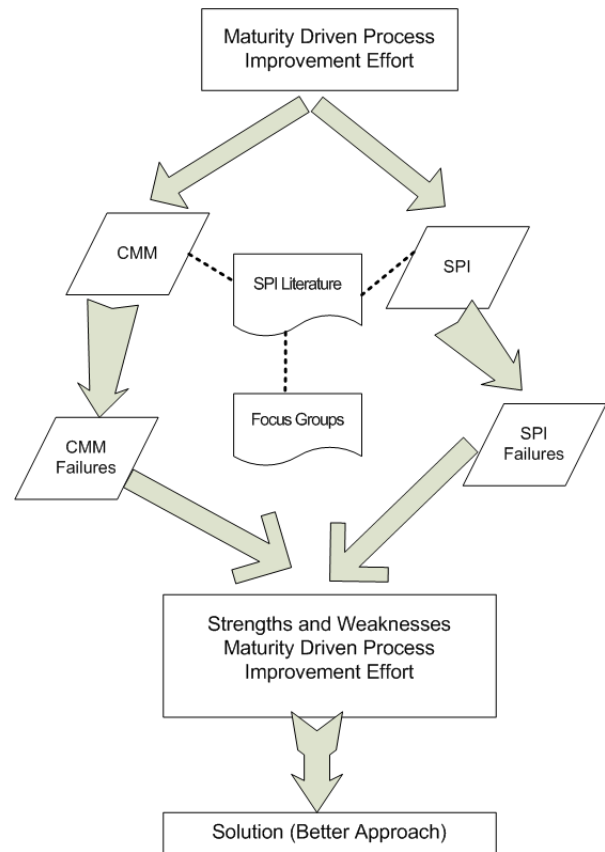 Maturity Driven Process
Improvement Effort
CMM
SPI Literature
SPI
Focus Groups
CMM
Failures
SPI
Failures
Strengths and Weaknesses
Maturity Driven Process
Improvement Effort
Solution (Better Approach)